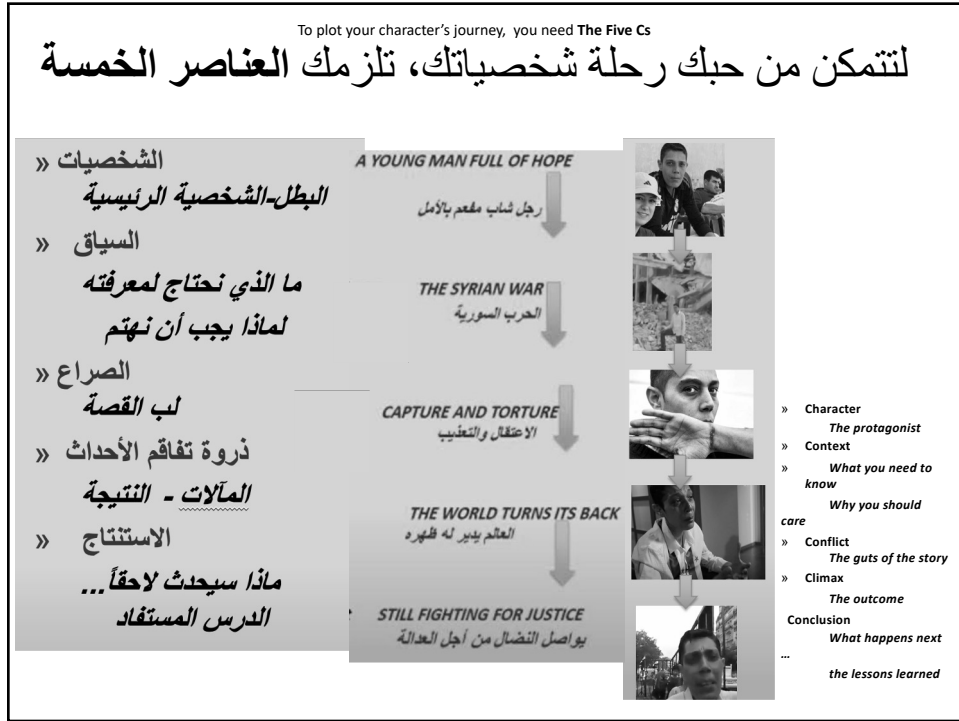 To plot your character’s journey, you need The Five Cs
لتتمكن من حبك رحلة شخصياتك، تلزمك العناصر الخمسة
الشخصيات «
البطل-الشخصية الرئيسية
السياق «
ما الذي نحتاج لمعرفته
لماذا يجب أن نهتم
الصراع «
لب القصة
ذروة تفاقم الأحداث «
المآلات - النتيجة
الاستنتاج «
ماذا سيحدث لاحقاً...
الدرس المستفاد
A YOUNG MAN FULL OF HOPE
رجل شاب مفعم بالأمل
THE SYRIAN WAR
الحرب السورية
CAPTURE AND TORTURE
الاعتقال والتعذيب
THE WORLD TURNS ITS BACK
العالم يدير له ظهره
STILL FIGHTING FOR JUSTICE
يواصل النضال من أجل العدالة
» Character
The protagonist
» Context
» What you need to
know
Why you should
care
» Conflict
The guts of the story
» Climax
The outcome
Conclusion
What happens next
...
the lessons learned